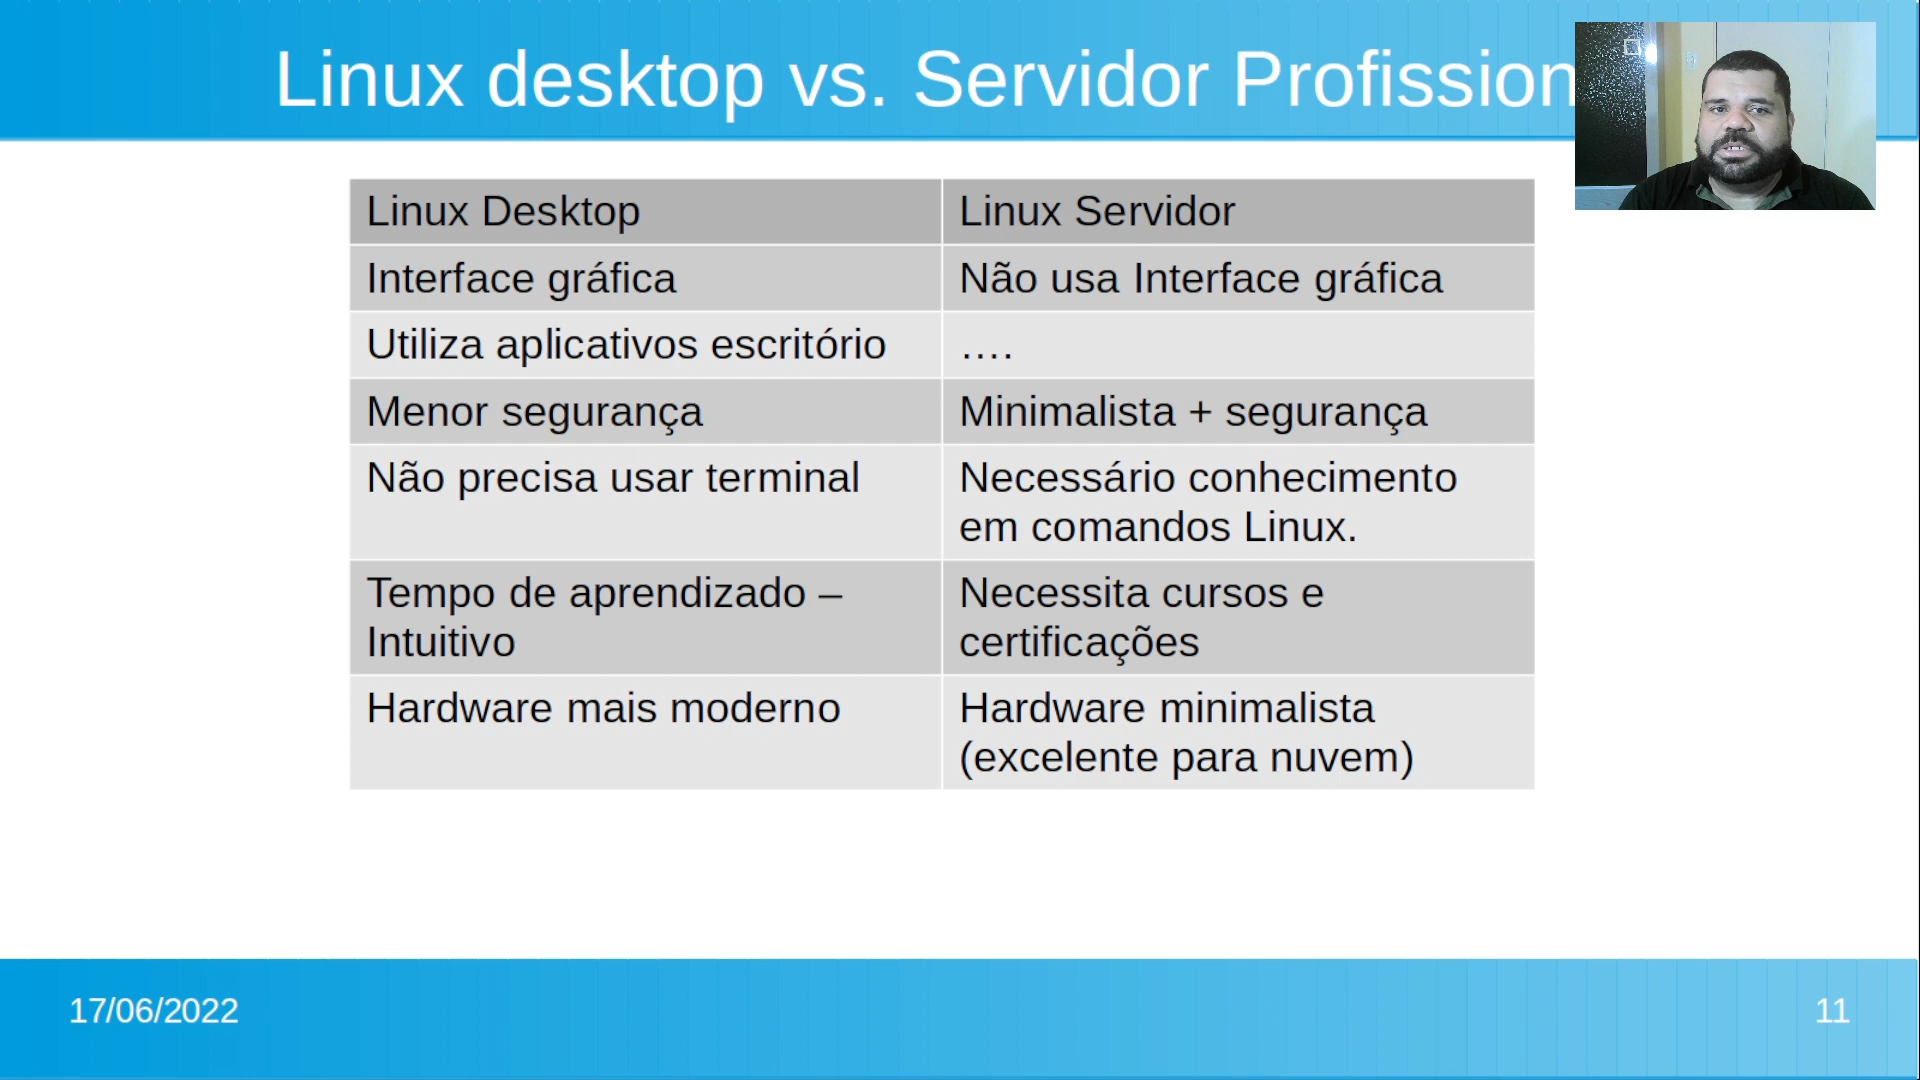 Linux desktop vs. Servidor Profission
Linux Desktop
Linux Servidor
Interface gráfica
Não usa Interface gráfica
Utiliza aplicativos escritório
....
Menor segurança
Minimalista + segurança
Não precisa usar terminal
Necessário conhecimento
em comandos Linux.
Tempo de aprendizado –
Intuitivo
Necessita cursos e
certificações
Hardware mais moderno
Hardware minimalista
(excelente para nuvem)
17/06/2022
11